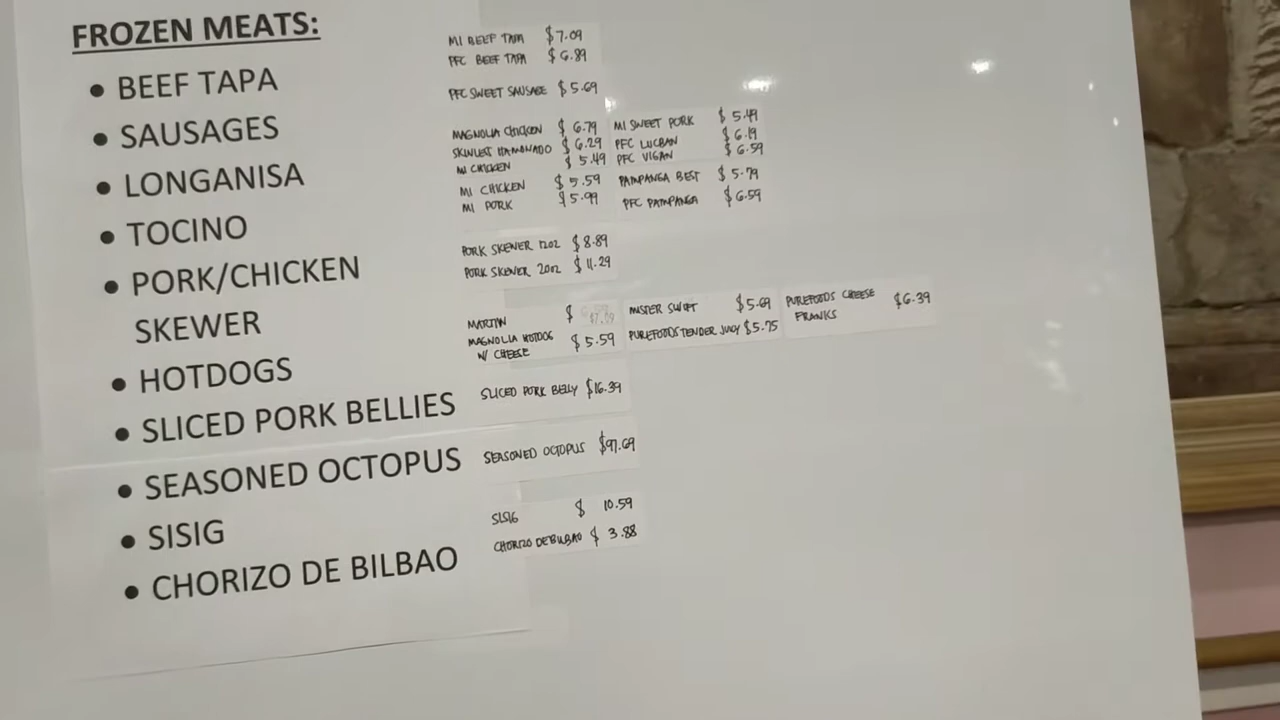 FROZEN MEATS:
• BEEF TAPA
• SAUSAGES
• LONGANISA
• TOCINO
• PORK/CHICKEN
SKEWER
• HOTDOGS
• SLICED PORK BELLIES
• SEASONED OCTOPUS
• SISIG
• CHORIZO DE BILBAO
MI BEEF TAPA $7.09
PFC BEEF TAPA $6.89
PFC SWEET SAUSAGE $5.69
MAGNOLIA CHICKEN $6.79
SKINLESS HAMONADO $6.29
MI CHICKEN $5.49
MI SWEET PORK $5.49
PFC LUCBAN $6.19
PFC VIGAN $6.59
MI CHICKEN $5.59
MI PORK $5.99
PAMPANGA BEST $5.79
PFC PAMPANGA $6.59
PORK SKEWER 12OZ $8.89
PORK SKEWER 20OZ $11.29
MARTIN $
MAGNOLIA HOTDOG $5.59
W/ CHEESE
MISTER SWIFT $5.69
PUREFOODS TENDER JUICY $5.75
PUREFOODS CHEESE $6.39
FRANKS
SLICED PORK BELLY $16.39
SEASONED OCTOPUS $97.69
SISIG $10.59
CHORIZO DE BILBAO $3.88